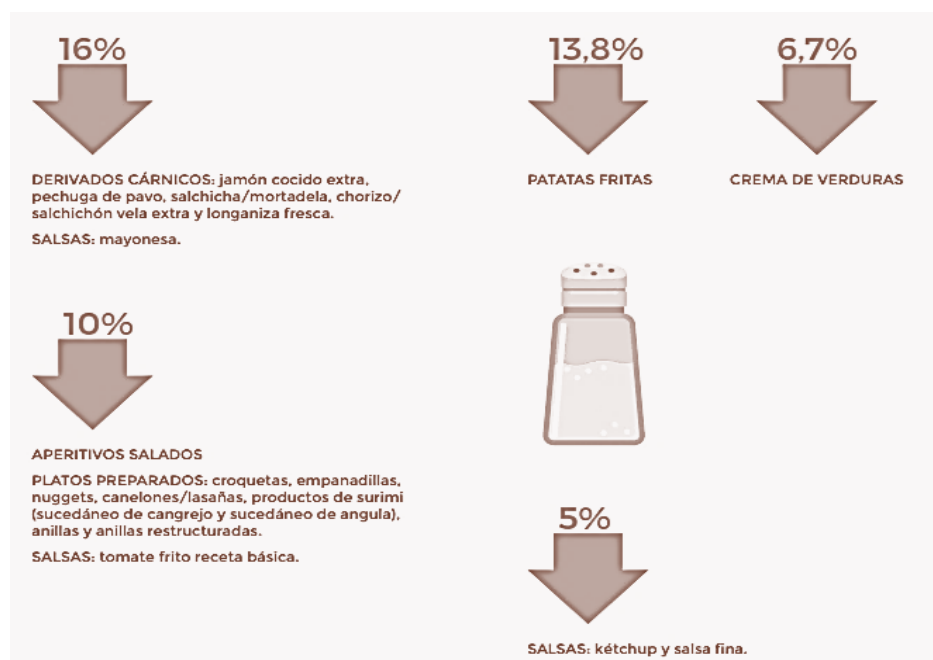 16%
DERIVADOS CÁRNICOS: jamón cocido extra,
pechuga de pavo, salchicha/mortadela, chorizo/
salchichón vela extra y longaniza fresca.
SALSAS: mayonesa.
13,8%
PATATAS FRITAS
6,7%
CREMA DE VERDURAS
10%
APERITIVOS SALADOS
PLATOS PREPARADOS: croquetas, empanadillas,
nuggets, canelones/lasañas, productos de surimi
(sucedáneo de cangrejo y sucedáneo de angula),
anillas y anillas restructuradas.
SALSAS: tomate frito receta básica.
5%
SALSAS: kétchup y salsa fina.